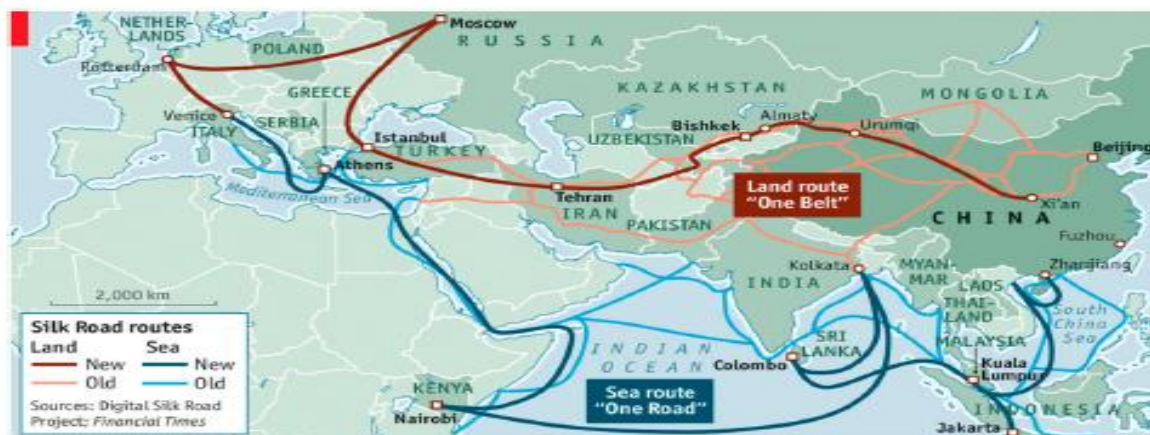 NETHER-
LANDS
Moscow
RUSSIA
POLAND
Rotterdam
KAZAKHSTAN
GREECE
MONGOLIA
Venice
ITALY
SERBIA
Almaty
Bishkek
Urumqi
UZBEKISTAN
Istanbul
TURKEY
Beijing
Athens
Mediterranean Sea
Tehran
IRAN
Land route
"One Belt"
Xi'an
CHINA
PAKISTAN
Fuzhou
Kolkata
MYAN-
MAR
Zhanjiang
INDIA
LAOS
THAI-
LAND
South
China
Sea
2,000 km
SRI
LANKA
MALAYSIA
INDIAN
OCEAN
Colombo
Kuala
Lumpur
Silk Road routes
Land Sea
New New
Old Old
KENYA
Nairobi
Sea route
"One Road"
INDONESIA
Jakarta
Sources: Digital Silk Road
Project; Financial Times